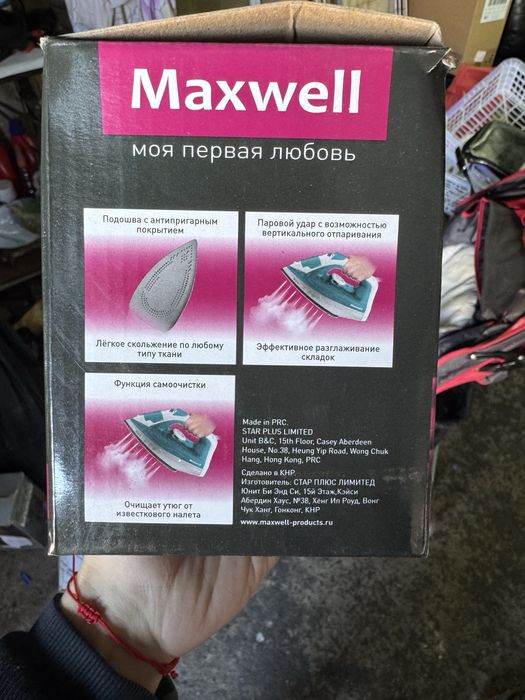 Maxwell
моя первая любовь
Подошва с антипригарным
покрытием
Лёгкое скольжение по любому
типу ткани
Паровой удар с возможностью
вертикального отпаривания
Эффективное разглаживание
складок
Функция самоочистки
Очищает утюг от
известкового налета
Made in PRC.
STAR PLUS LIMITED
Unit B&C, 15th Floor, Casey Aberdeen
House, No.38, Heung Yip Road, Wong Chuk
Hang, Hong Kong, PRC
Сделано в КНР.
Изготовитель: СТАР ПЛЮС ЛИМИТЕД
Юнит Би Энд Си, 15й Этаж,Кэйси
Абердин Хаус, №38, Хенг Ип Роуд, Вонг
Чук Ханг, Гонконг, КНР
www.maxwell-products.ru